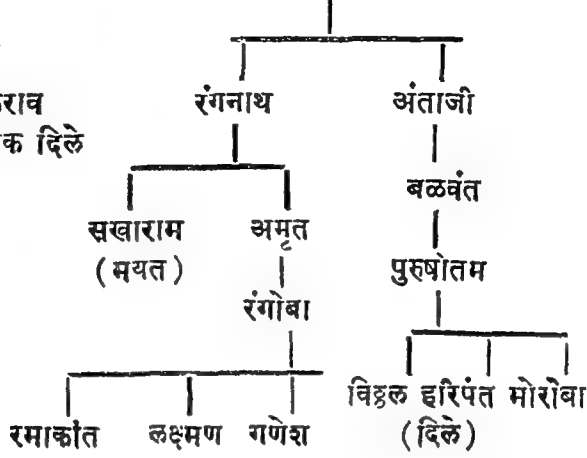 रंगनाथ अंताजी
क दिले
बळवंत
सखाराम अमृत
(मयत) पुरुषोतम
रंगोबा
विठ्ठल हरिपंत मोरोबा
रमाकांत लक्ष्मण गणेश (दिले)